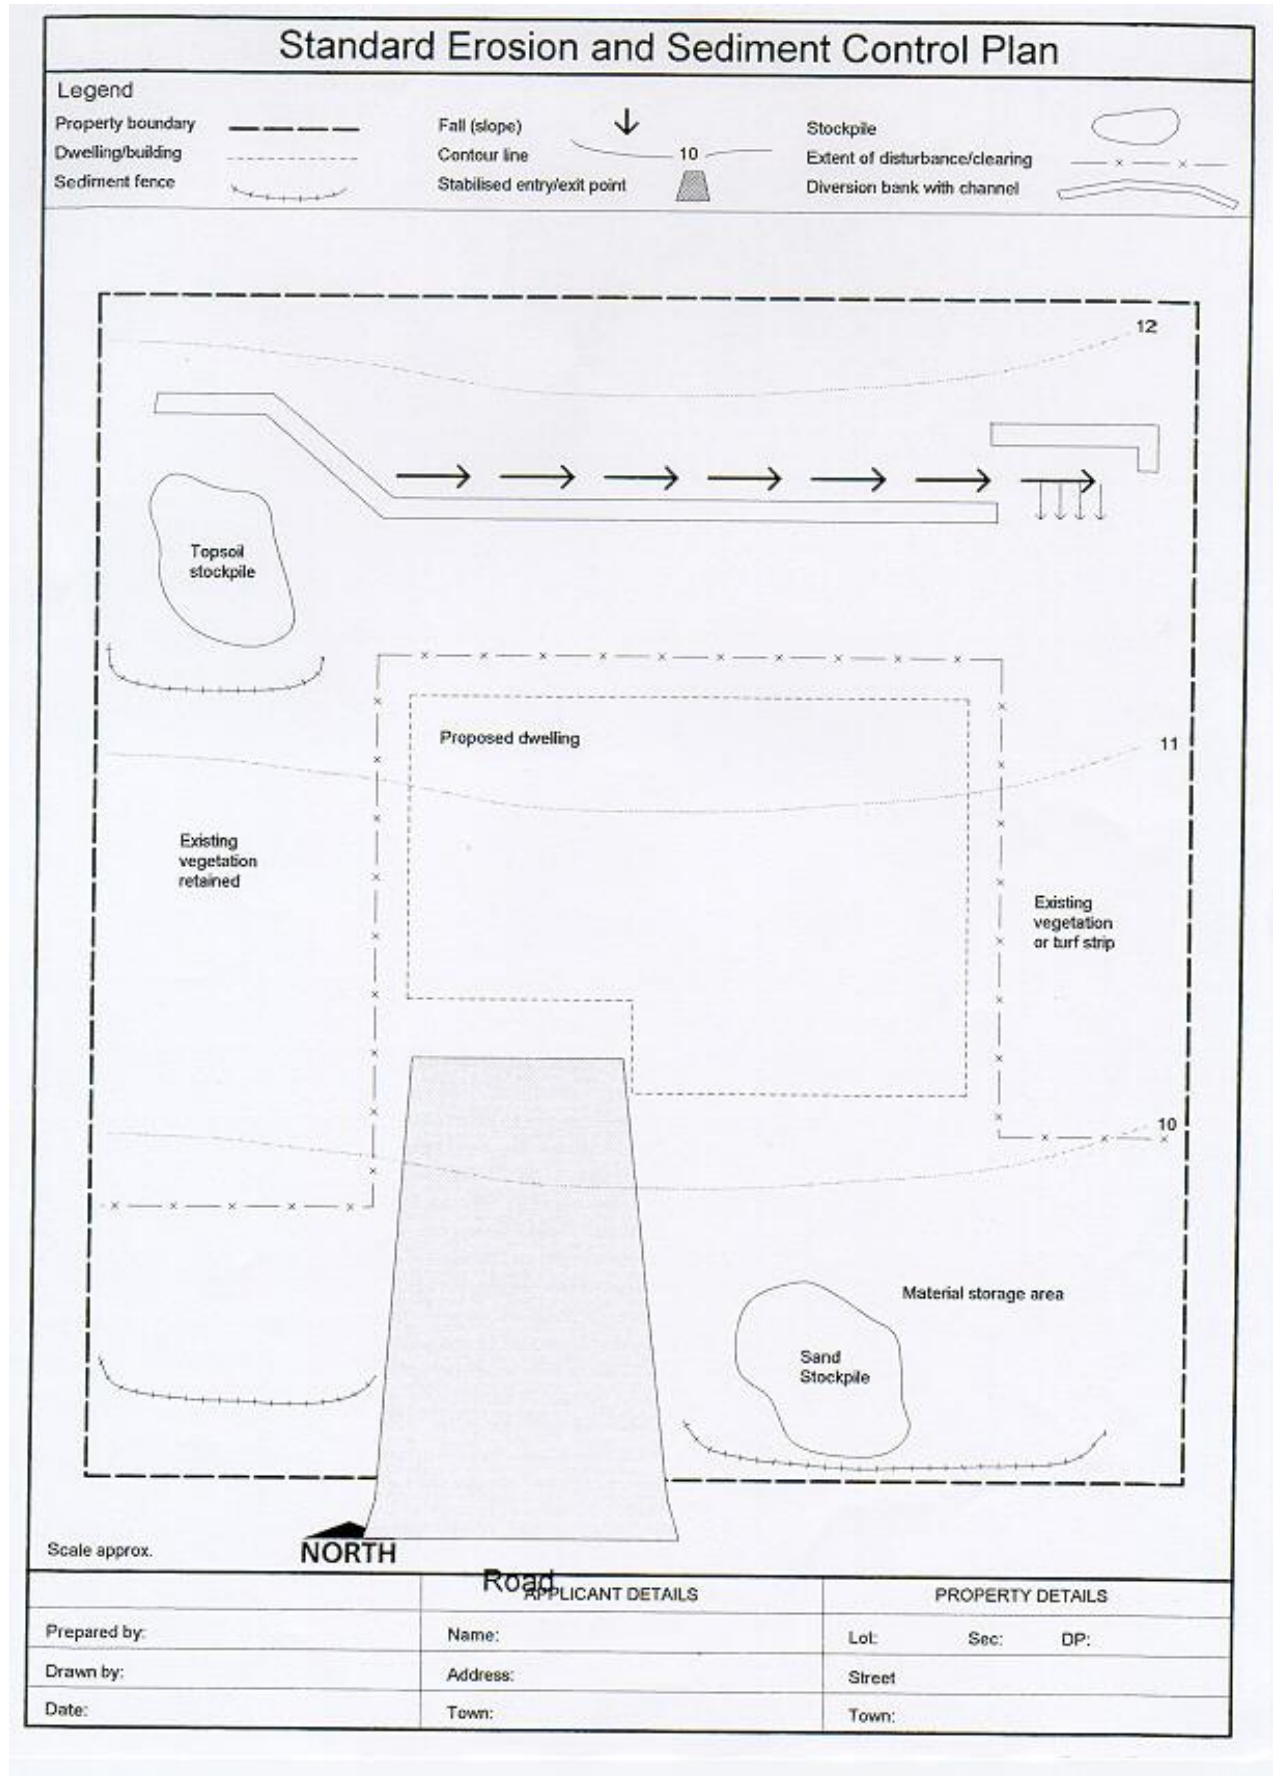 Standard Erosion and Sediment Control Plan
Legend
Property boundary
Dwelling/building
Sediment fence
Fall (slope)
Contour line
10
Stabilised entry/exit point
Stockpile
Extent of disturbance/clearing
Diversion bank with channel
12
Topsoil
stockpile
Proposed dwelling
11
Existing
vegetation
retained
Existing
vegetation
or turf strip
10
Material storage area
Sand
Stockpile
Scale approx.
NORTH
Road
APPLICANT DETAILS
PROPERTY DETAILS
Prepared by:
Name:
Lot: Sec: DP:
Drawn by:
Address:
Street
Date:
Town:
Town: